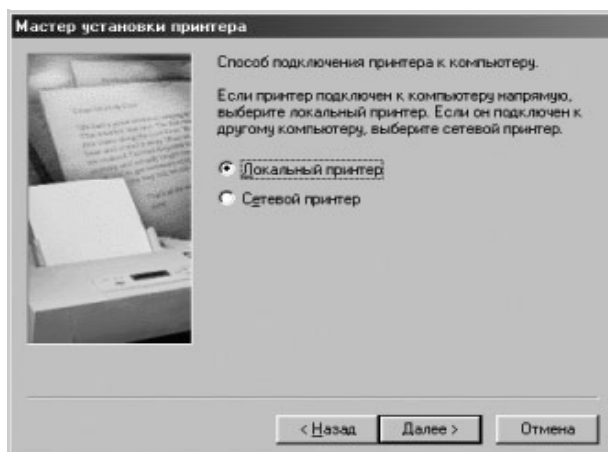 Мастер установки принтера
Способ подключения принтера к компьютеру.
Если принтер подключен к компьютеру напрямую,
выберите локальный принтер. Если он подключен к
другому компьютеру, выберите сетевой принтер.
Локальный принтер
Сетевой принтер
< Назад
Далее >
Отмена